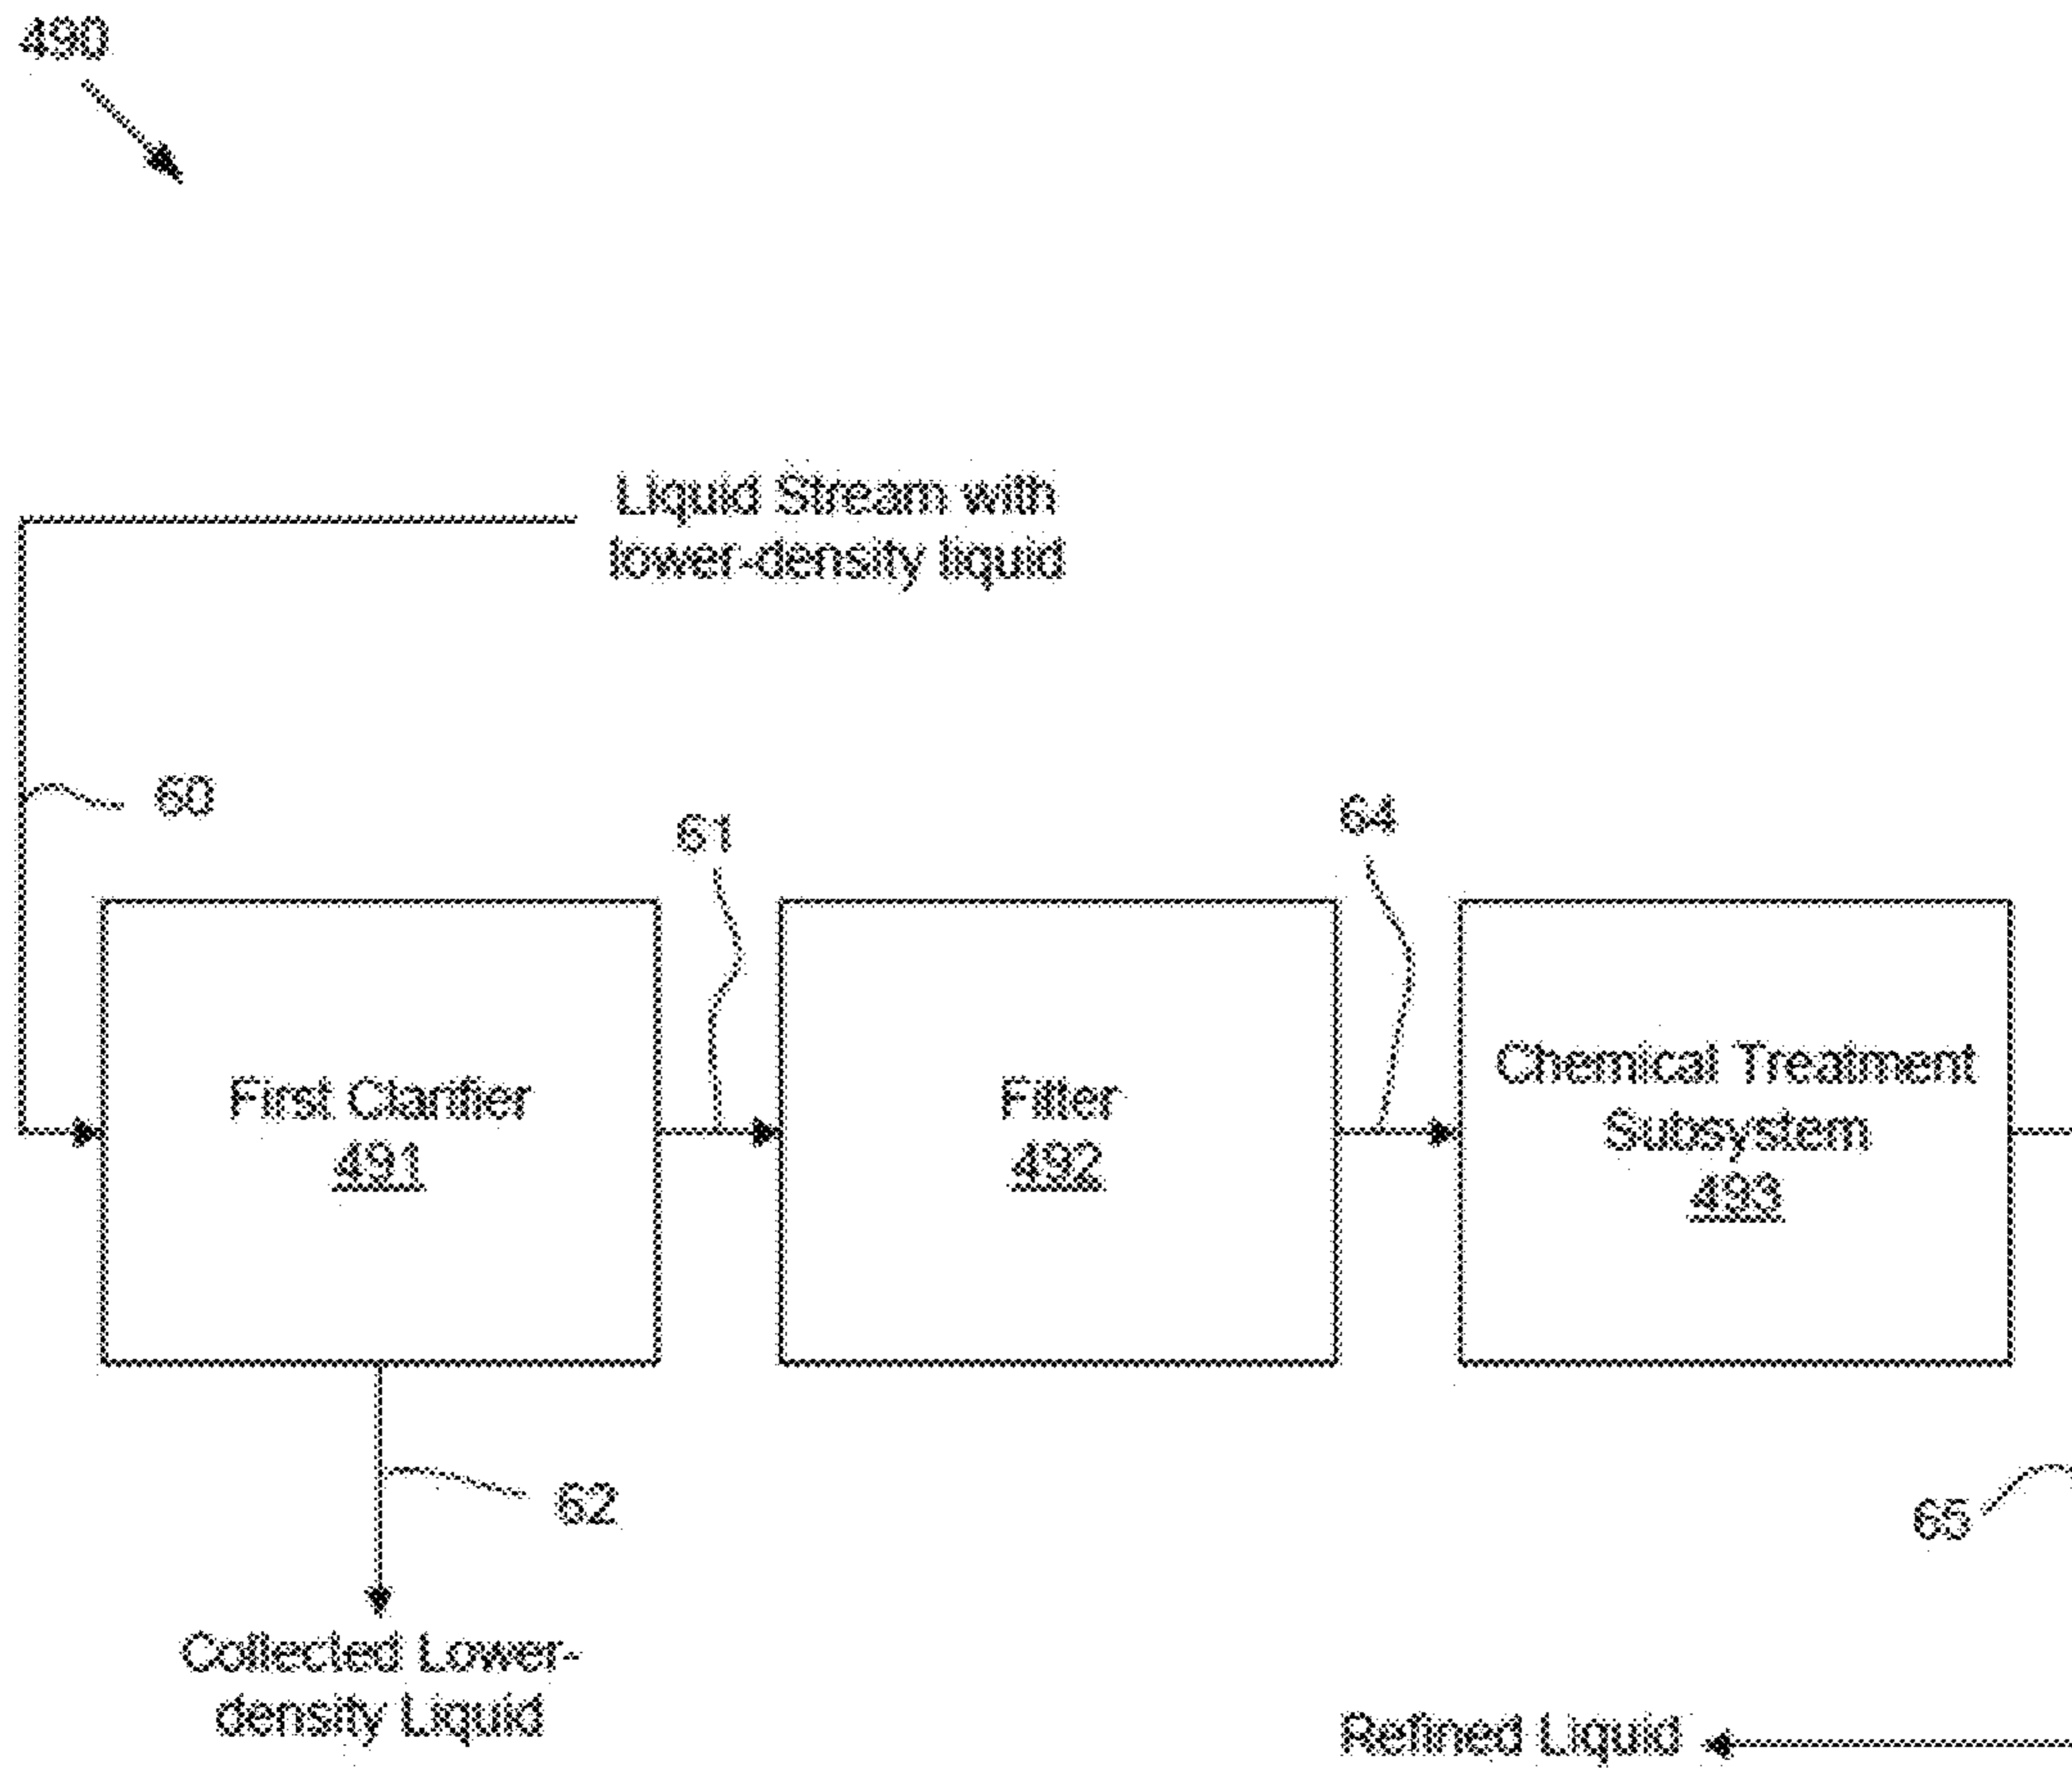 490
Liquid Stream with
lower-density liquid
60
61
64
First Clarifier
491
Filter
492
Chemical Treatment
Subsystem
493
62
65
Collected Lower-
density Liquid
Refined Liquid